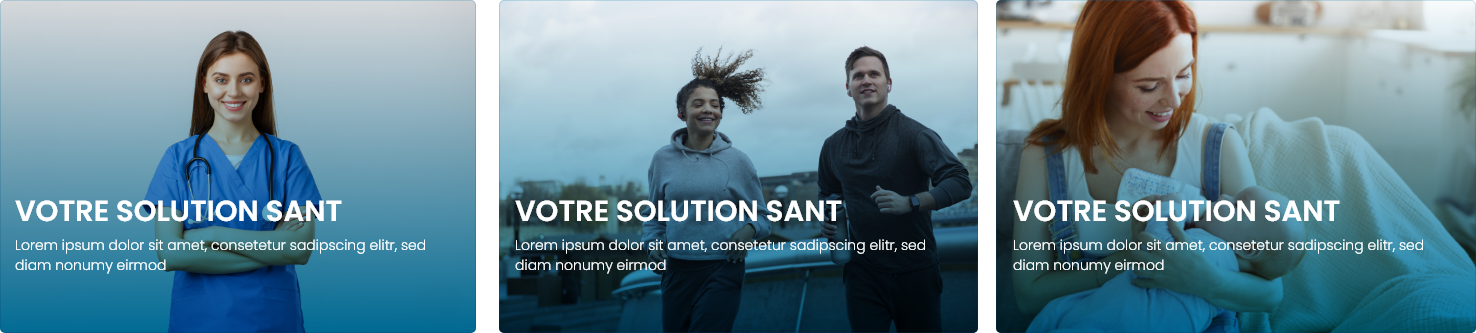 VOTRE SOLUTION SANT
Lorem ipsum dolor sit amet, consetetur sadipscing elitr, sed
diam nonumy eirmod
VOTRE SOLUTION SANT
Lorem ipsum dolor sit amet, consetetur sadipscing elitr, sed
diam nonumy eirmod
VOTRE SOLUTION SANT
Lorem ipsum dolor sit amet, consetetur sadipscing elitr, sed
diam nonumy eirmod